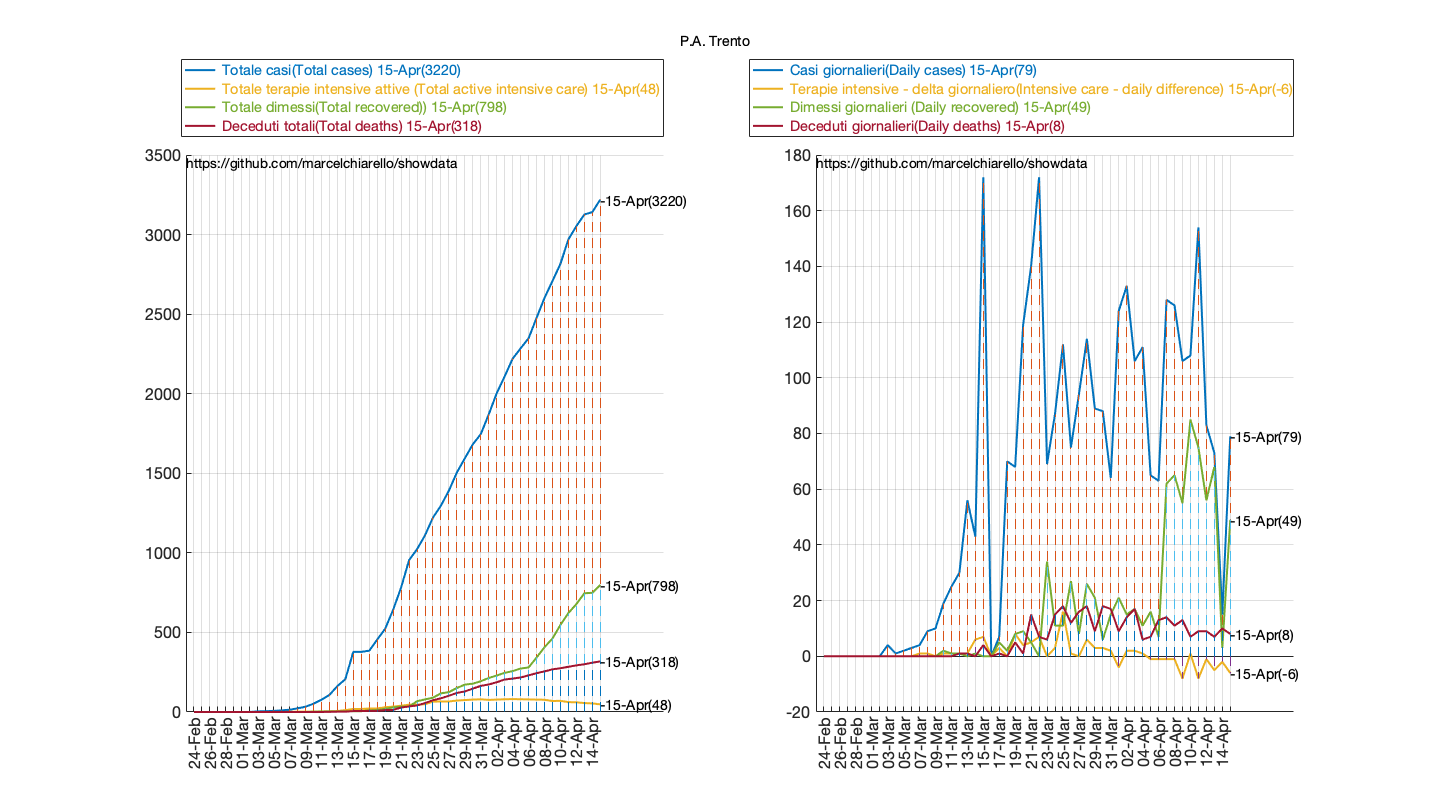 P.A. Trento
Totale casi(Total cases) 15-Apr(3220)
Totale terapie intensive attive (Total active intensive care) 15-Apr(48)
Totale dimessi(Total recovered)) 15-Apr(798)
Deceduti totali(Total deaths) 15-Apr(318)
https://github.com/marcelchiarello/showdata
3500
3000
2500
2000
1500
1000
500
0
15-Apr(3220)
15-Apr(798)
15-Apr(318)
15-Apr(48)
24-Feb
26-Feb
28-Feb
01-Mar
03-Mar
05-Mar
07-Mar
09-Mar
11-Mar
13-Mar
15-Mar
17-Mar
19-Mar
21-Mar
23-Mar
25-Mar
27-Mar
29-Mar
31-Mar
02-Apr
04-Apr
06-Apr
08-Apr
10-Apr
12-Apr
14-Apr
Casi giornalieri(Daily cases) 15-Apr(79)
Terapie intensive - delta giornaliero(Intensive care - daily difference) 15-Apr(-6)
Dimessi giornalieri (Daily recovered) 15-Apr(49)
Deceduti giornalieri(Daily deaths) 15-Apr(8)
https://github.com/marcelchiarello/showdata
180
160
140
120
100
80
60
40
20
0
-20
15-Apr(79)
15-Apr(49)
15-Apr(8)
15-Apr(-6)
24-Feb
26-Feb
28-Feb
01-Mar
03-Mar
05-Mar
07-Mar
09-Mar
11-Mar
13-Mar
15-Mar
17-Mar
19-Mar
21-Mar
23-Mar
25-Mar
27-Mar
29-Mar
31-Mar
02-Apr
04-Apr
06-Apr
08-Apr
10-Apr
12-Apr
14-Apr